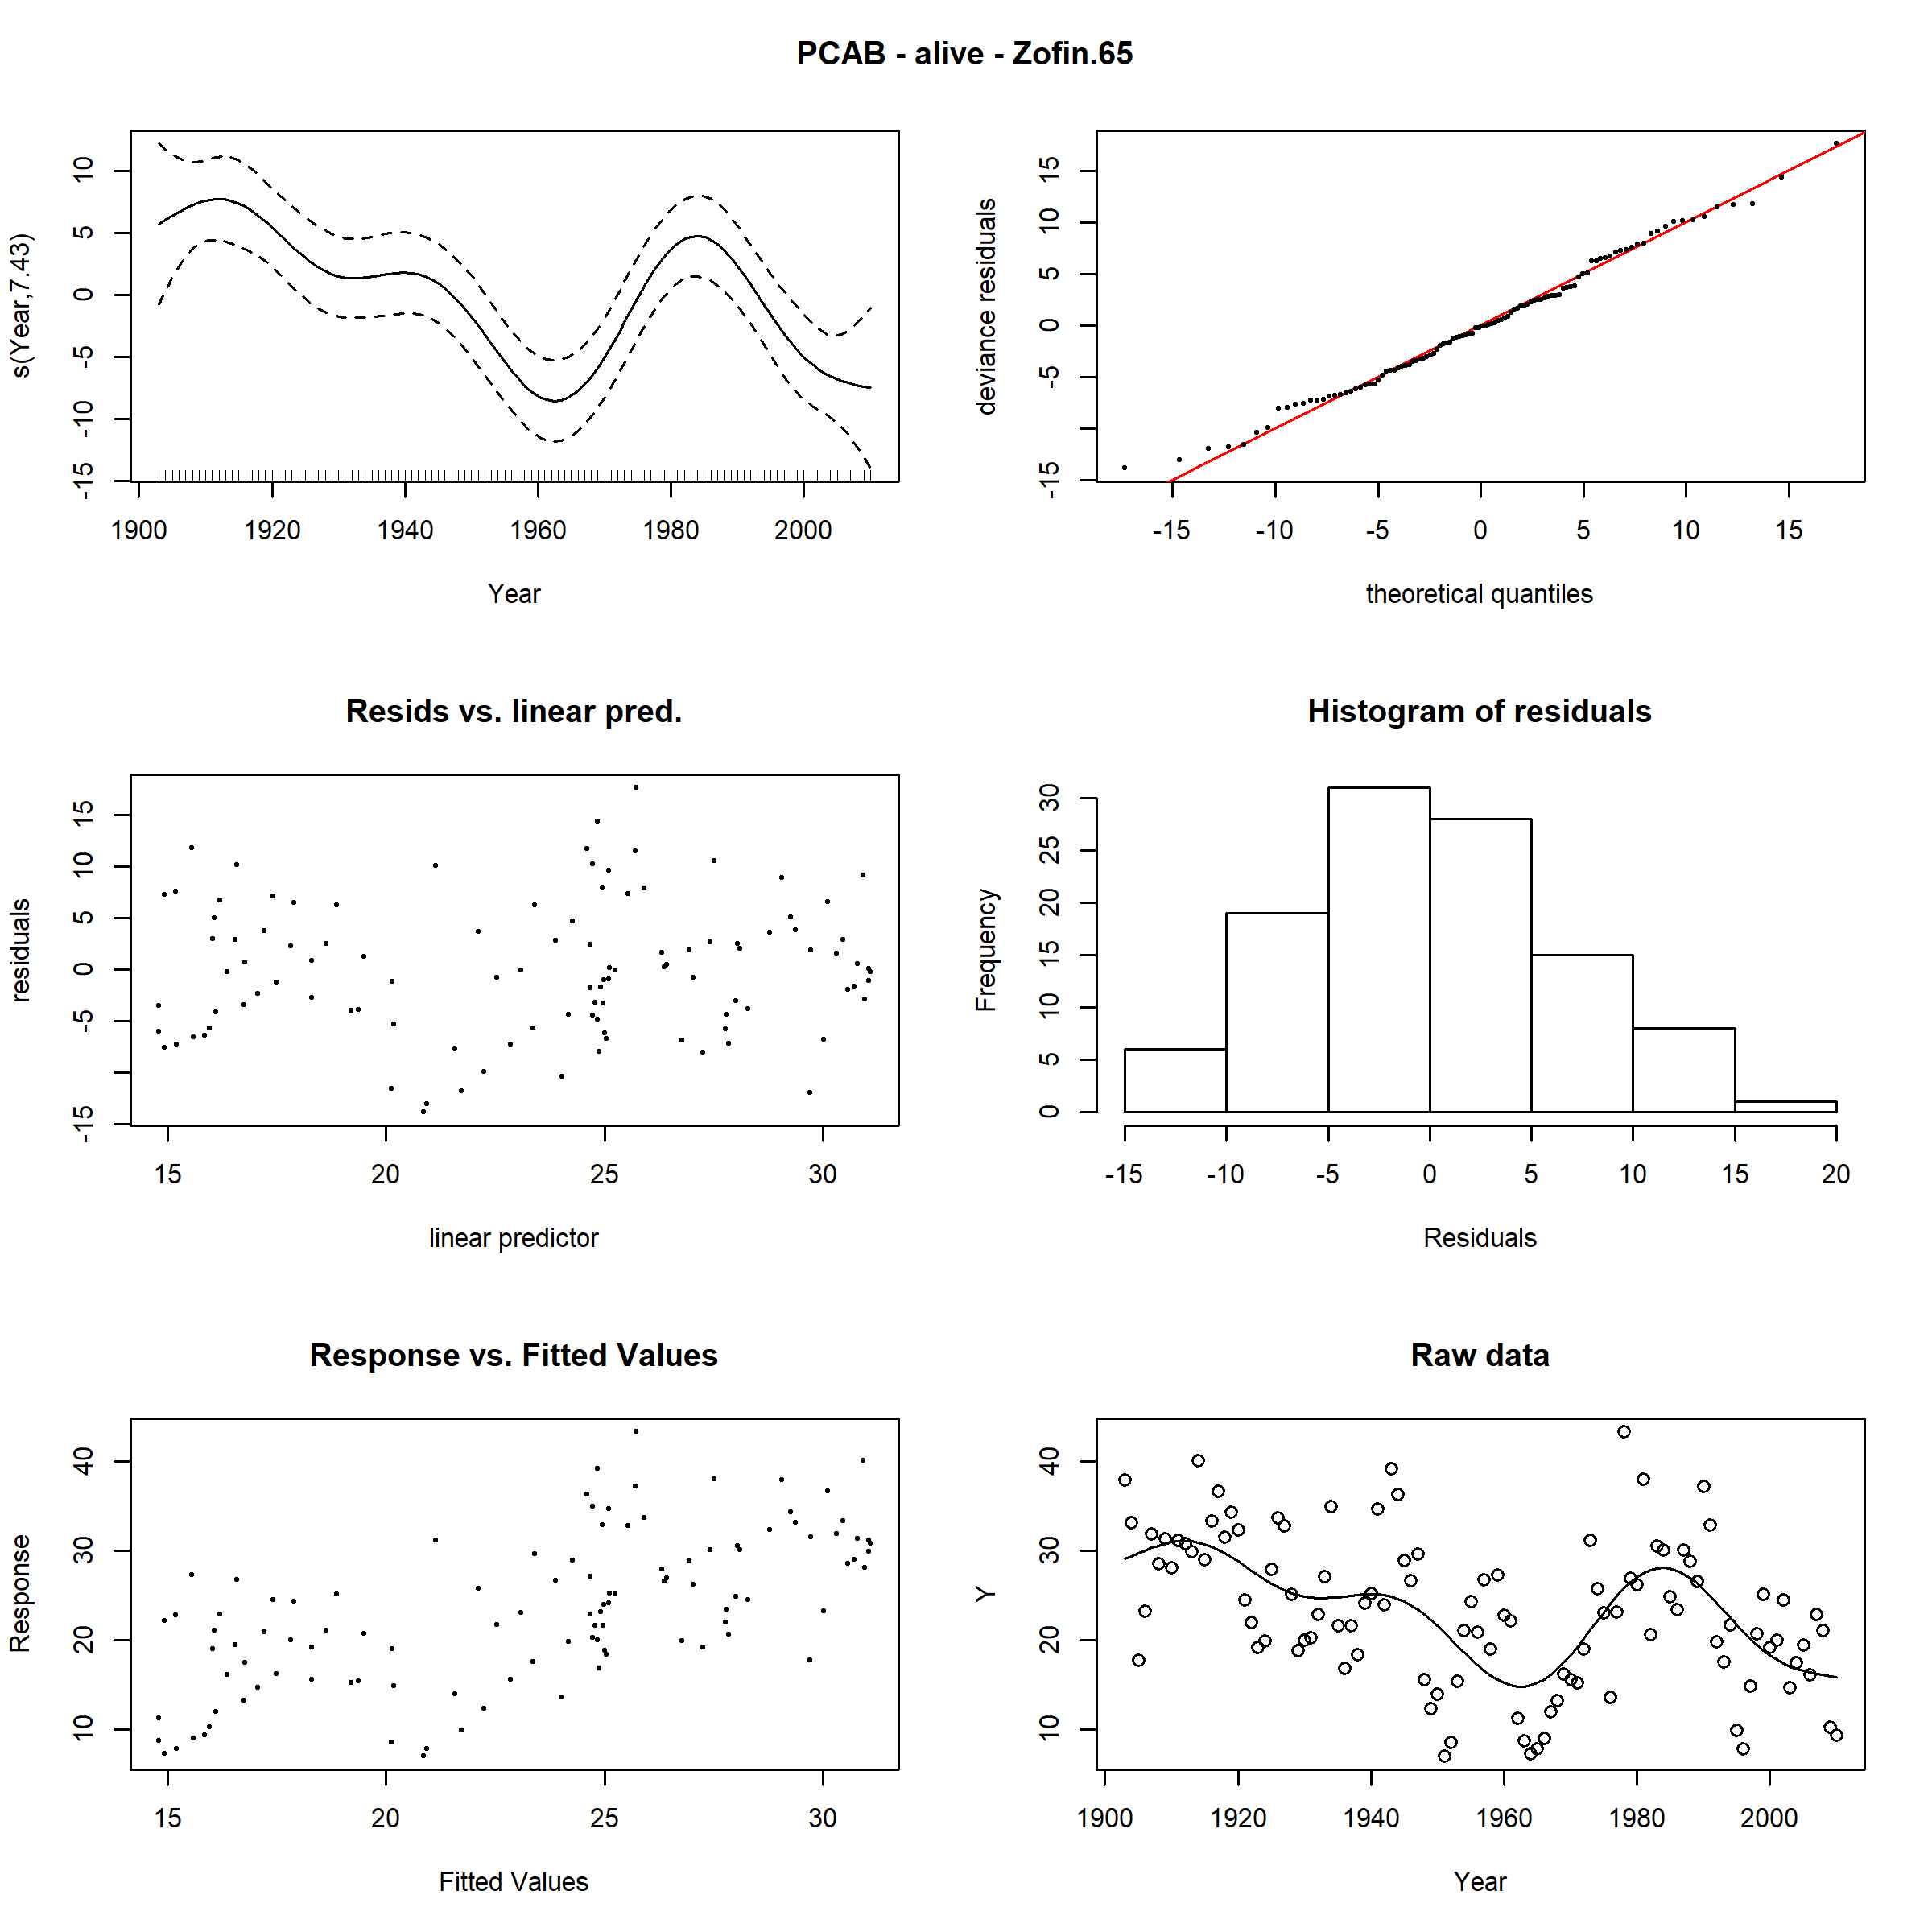 PCAB - alive - Zofin.65
s(Year,7.43)
10
5
0
-5
-10
-15
1900 1920 1940 1960 1980 2000
Year
deviance residuals
15
10
5
0
-5
-15
-15 -10 -5 0 5 10 15
theoretical quantiles
Resids vs. linear pred.
residuals
15
10
5
0
-5
-15
15 20 25 30
linear predictor
Histogram of residuals
Frequency
30
25
20
15
10
5
0
-15 -10 -5 0 5 10 15 20
Residuals
Response vs. Fitted Values
Response
40
30
20
10
15 20 25 30
Fitted Values
Raw data
Y
40
30
20
10
1900 1920 1940 1960 1980 2000
Year